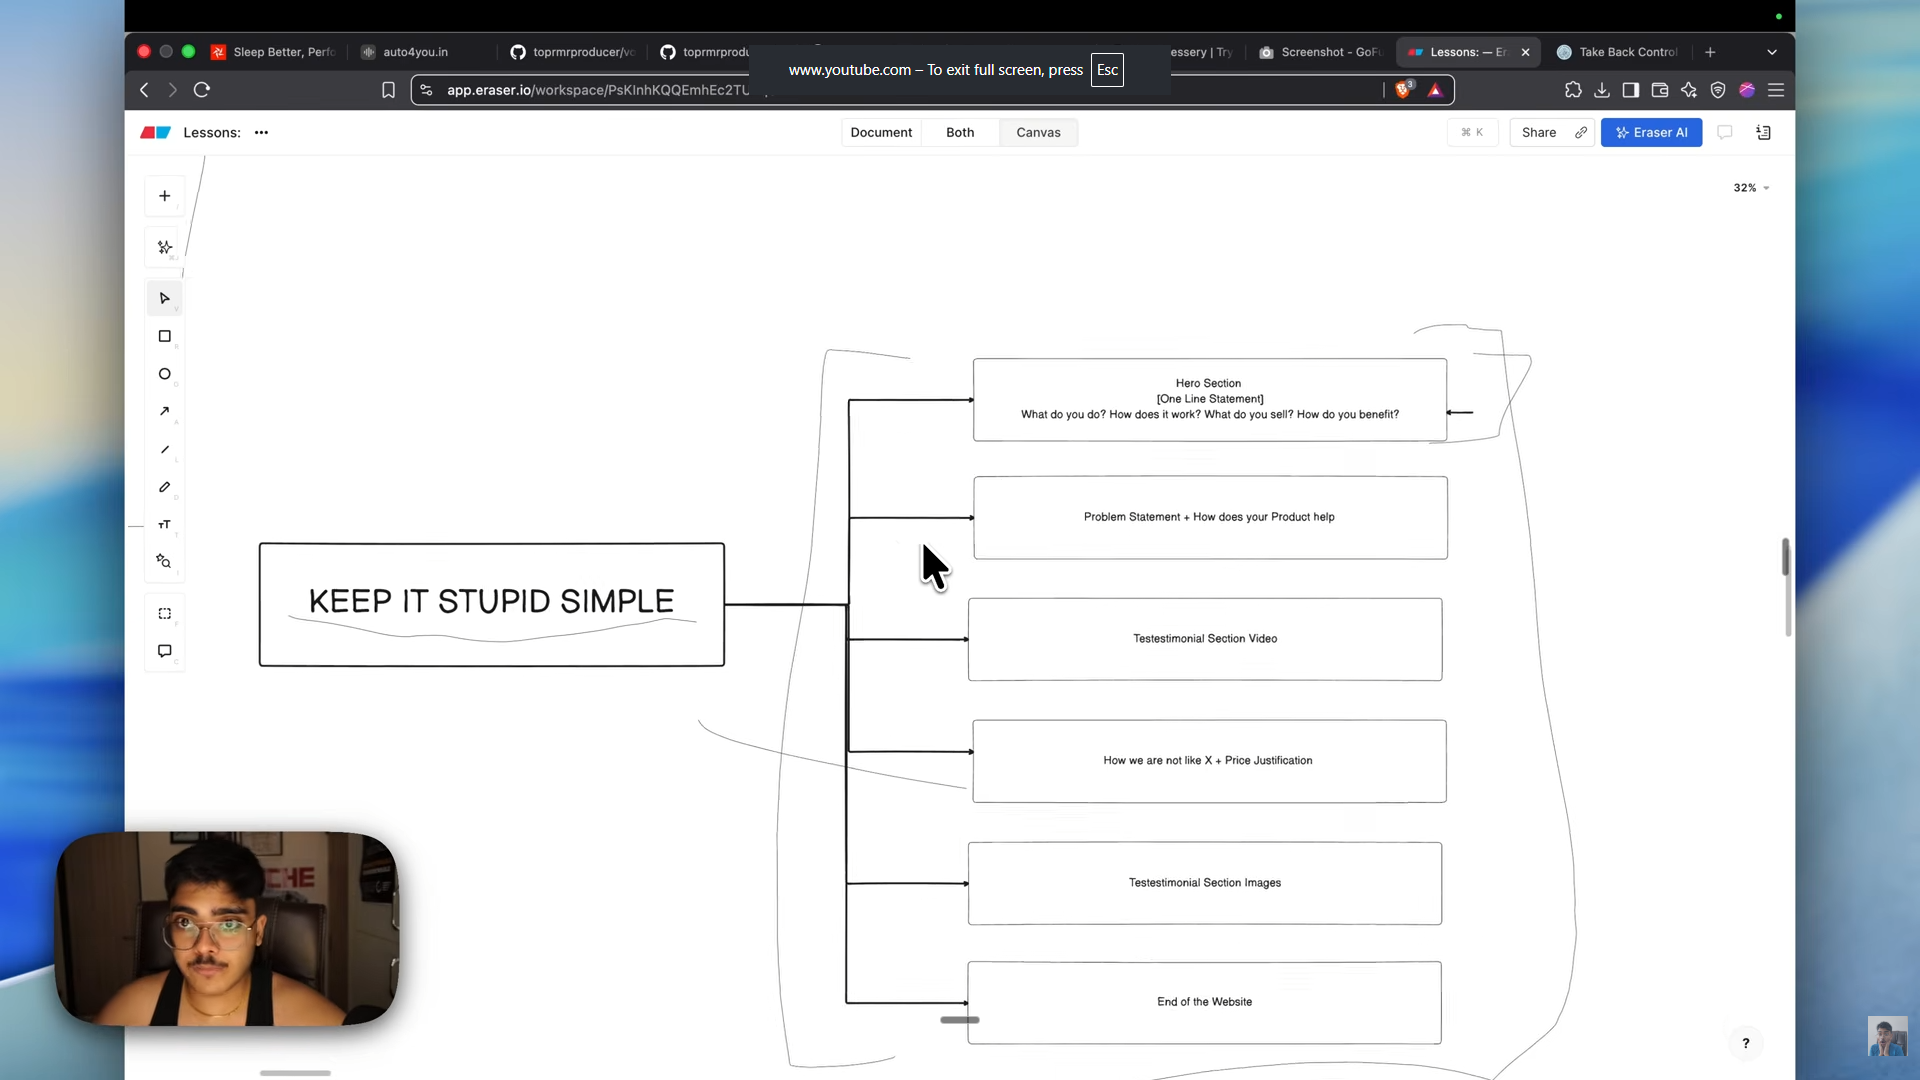 Sleep Better, Perfo
auto4you.in
toprmrproducer/vo
toprmrprodu
essery | Try
Screenshot - GoFu
Lessons: — Er
Take Back Control
www.youtube.com – To exit full screen, press Esc
app.eraser.io/workspace/PsKInhKQQEmhEc2TU
3
Lessons:
Document
Both
Canvas
⌘ K
Share
Eraser AI
32%
Hero Section
[One Line Statement]
What do you do? How does it work? What do you sell? How do you benefit?
Problem Statement + How does your Product help
KEEP IT STUPID SIMPLE
Testestimonial Section Video
How we are not like X + Price Justification
Testestimonial Section Images
End of the Website
?